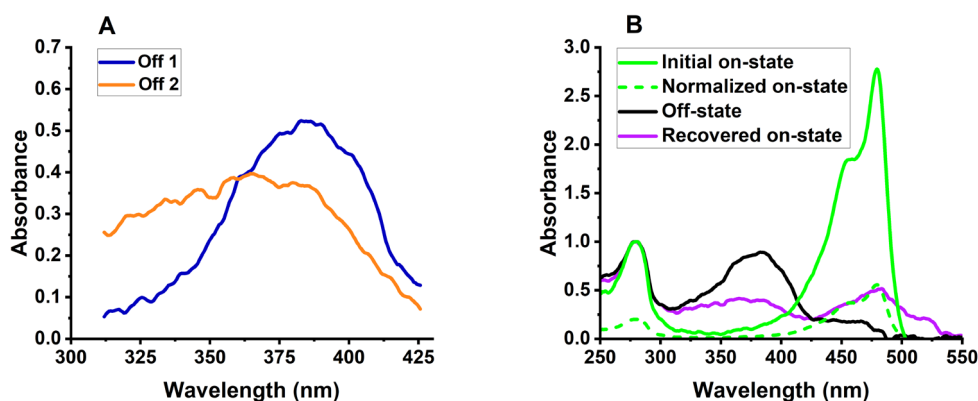 A
Absorbance
0.7
0.6
0.5
0.4
0.3
0.2
0.1
0.0
Off 1
Off 2
300 325 350 375 400 425
Wavelength (nm)
B
Absorbance
3.0
2.5
2.0
1.5
1.0
0.5
0.0
Initial on-state
Normalized on-state
Off-state
Recovered on-state
250 300 350 400 450 500 550
Wavelength (nm)